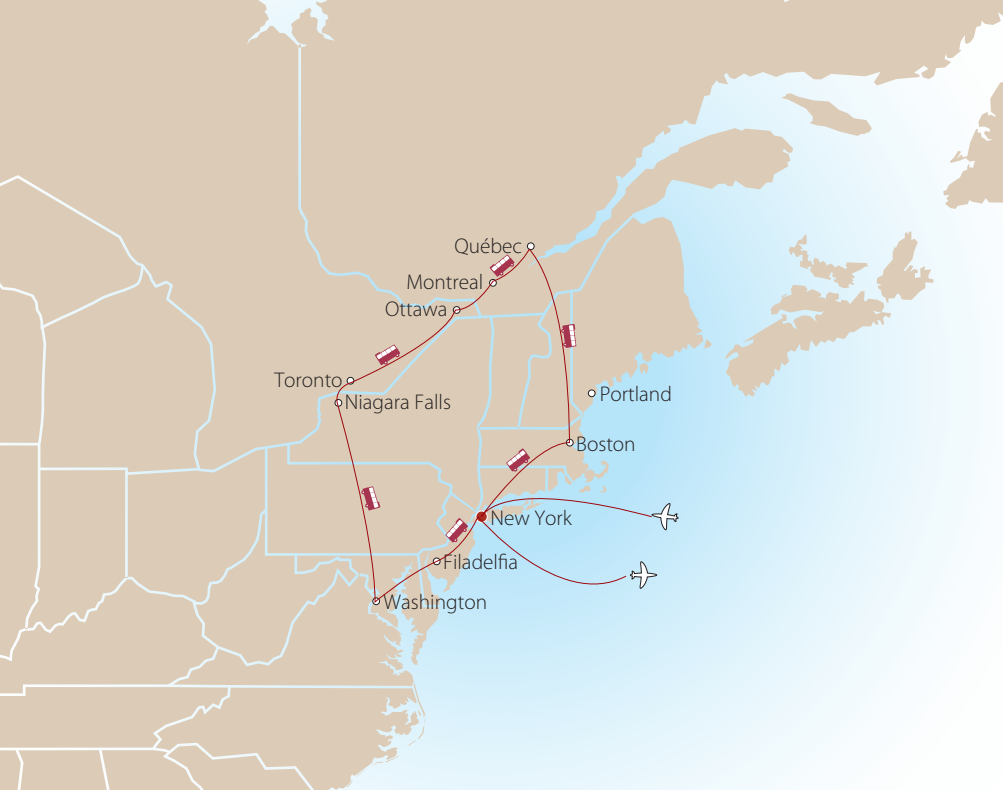 Québec
Montreal
Ottawa
Toronto
Niagara Falls
Portland
Boston
New York
Filadelfia
Washington